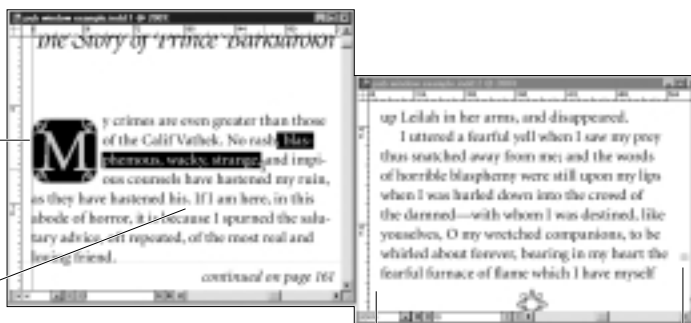 The Story of Prince Barkiarokh
My crimes are even greater than those
of the Calif Vathek. No rash, blas-
phemous, wacky, strange, and impi-
ous counsels have hastened my ruin,
as they have hastened his. If I am here, in this
abode of horror, it is because I spurned the salu-
tary advice, oft repeated, of the most real and
loving friend.
continued on page 161
up Leilah in her arms, and disappeared.
I uttered a fearful yell when I saw my prey
thus snatched away from me; and the words
of horrible blasphemy were still upon my lips
when I was hurled down into the crowd of
the damned—with whom I was destined, like
youselves, O my wretched companions, to be
whirled about forever, bearing in my heart the
fearful furnace of flame which I have myself